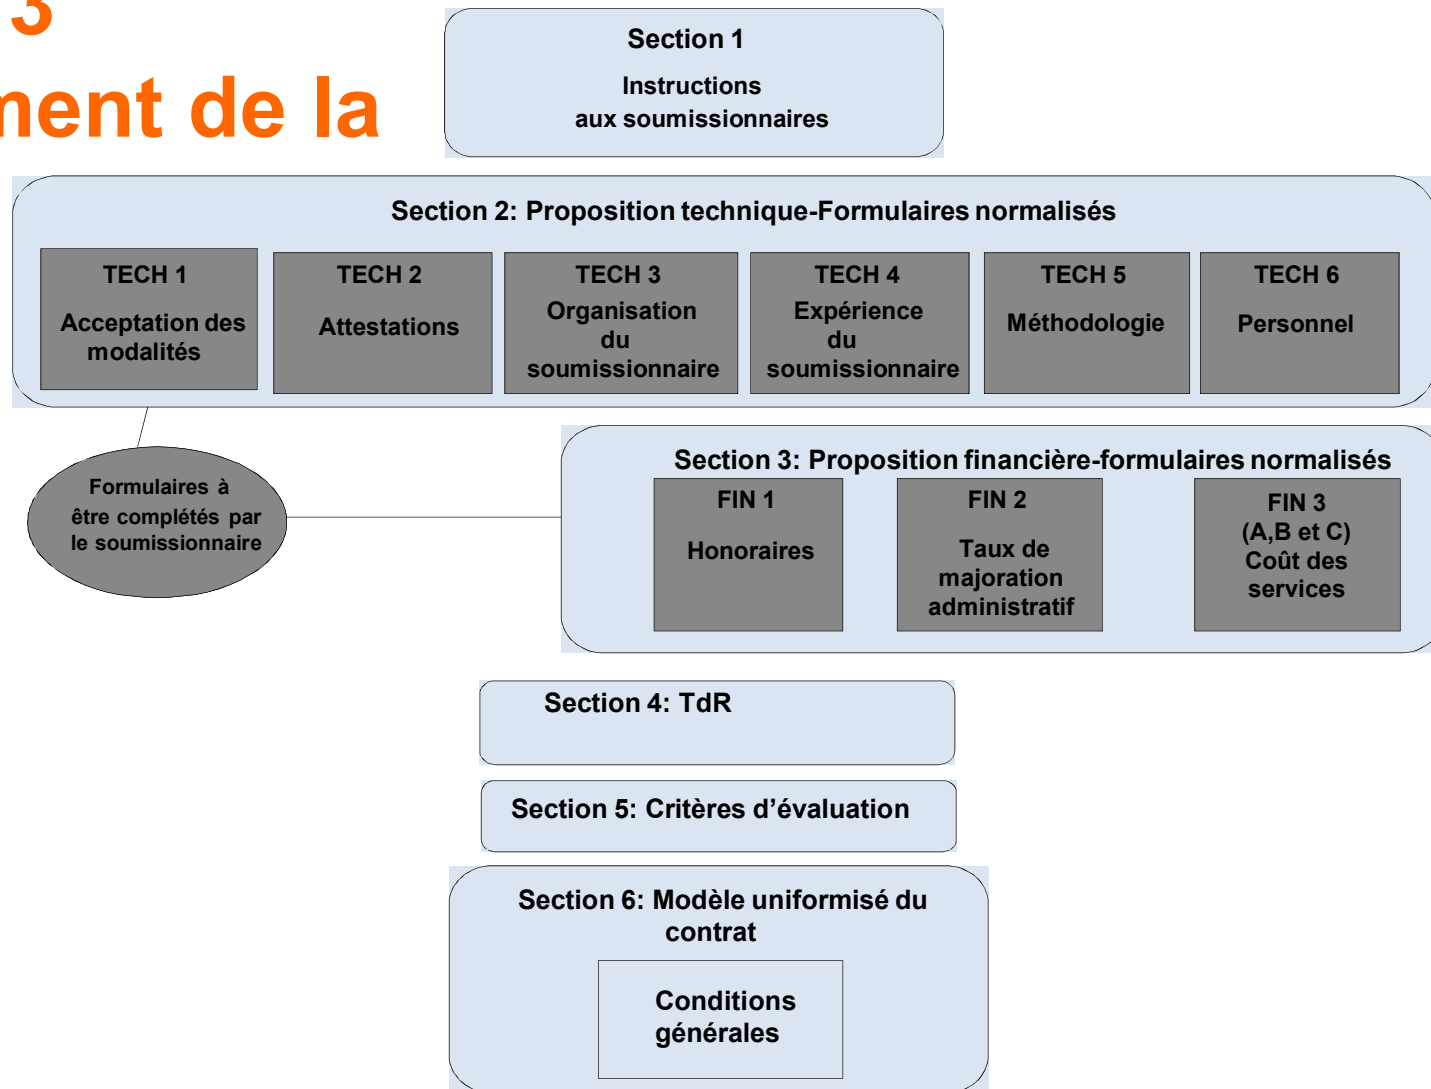 3
ment de la
Section 1
Instructions
aux soumissionnaires
Section 2: Proposition technique-Formulaires normalisés
TECH 1
Acceptation des
modalités
TECH 2
Attestations
TECH 3
Organisation
du
soumissionnaire
TECH 4
Expérience
du
soumissionnaire
TECH 5
Méthodologie
TECH 6
Personnel
Formulaires à
être complétés par
le soumissionnaire
Section 3: Proposition financière-formulaires normalisés
FIN 1
Honoraires
FIN 2
Taux de
majoration
administratif
FIN 3
(A,B et C)
Coût des
services
Section 4: TdR
Section 5: Critères d’évaluation
Section 6: Modèle uniformisé du
contrat
Conditions
générales